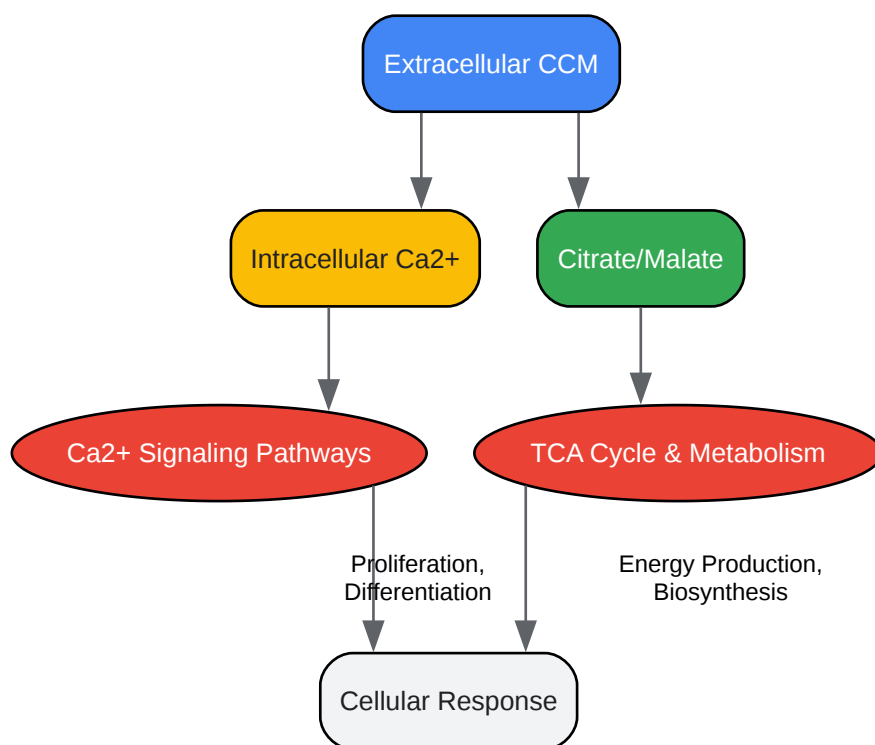 Extracellular CCM
Intracellular Ca2+
Citrate/Malate
Ca2+ Signaling Pathways
TCA Cycle & Metabolism
Proliferation,
Differentiation
Energy Production,
Biosynthesis
Cellular Response